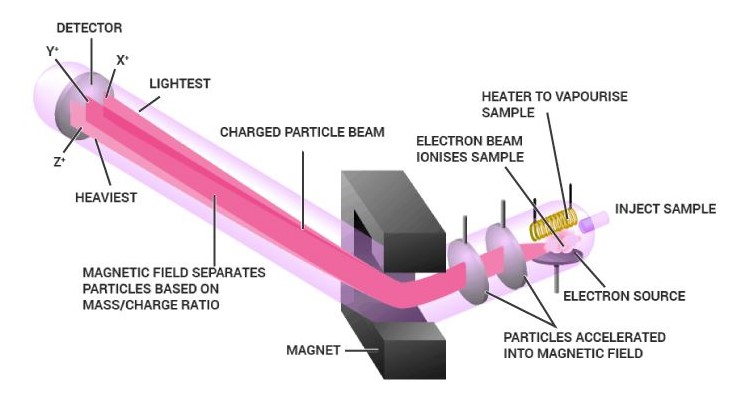 DETECTOR
Y⁺
X⁺
LIGHTEST
HEATER TO VAPOURISE
SAMPLE
CHARGED PARTICLE BEAM
ELECTRON BEAM
IONISES SAMPLE
Z⁺
HEAVIEST
INJECT SAMPLE
MAGNETIC FIELD SEPARATES
PARTICLES BASED ON
MASS/CHARGE RATIO
ELECTRON SOURCE
PARTICLES ACCELERATED
INTO MAGNETIC FIELD
MAGNET